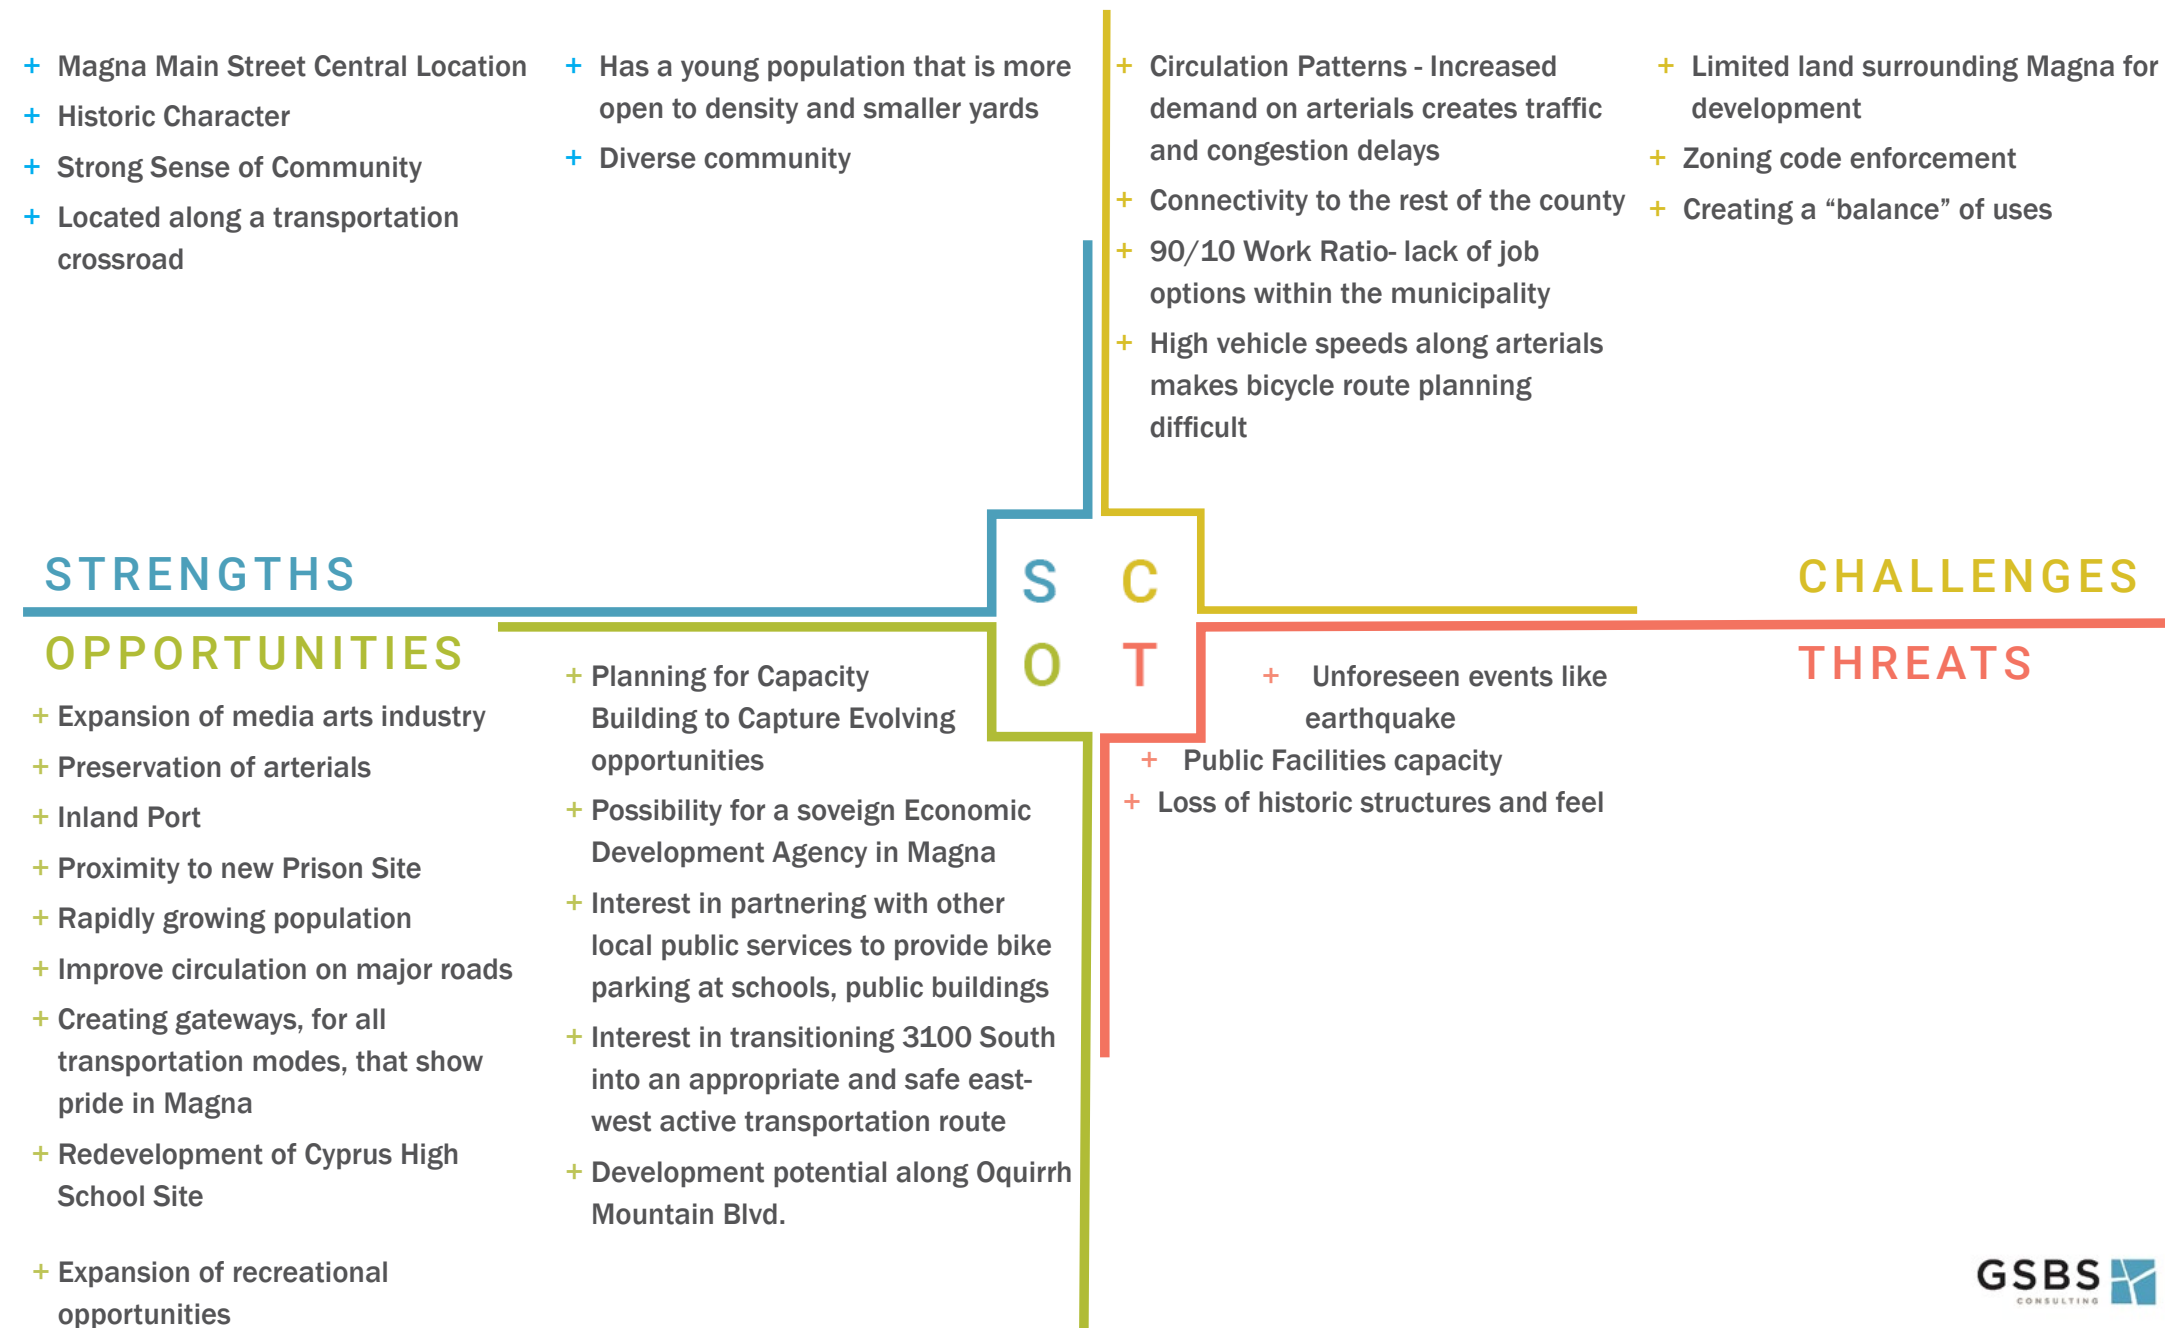 + Magna Main Street Central Location
+ Historic Character
+ Strong Sense of Community
+ Located along a transportation
crossroad
+ Has a young population that is more
open to density and smaller yards
+ Diverse community
+ Circulation Patterns - Increased
demand on arterials creates traffic
and congestion delays
+ Connectivity to the rest of the county
+ 90/10 Work Ratio- lack of job
options within the municipality
+ High vehicle speeds along arterials
makes bicycle route planning
difficult
+ Limited land surrounding Magna for
development
+ Zoning code enforcement
+ Creating a “balance” of uses
STRENGTHS
S C
CHALLENGES
OPPORTUNITIES
O T
THREATS
+ Expansion of media arts industry
+ Preservation of arterials
+ Inland Port
+ Proximity to new Prison Site
+ Rapidly growing population
+ Improve circulation on major roads
+ Creating gateways, for all
transportation modes, that show
pride in Magna
+ Redevelopment of Cyprus High
School Site
+ Expansion of recreational
opportunities
+ Planning for Capacity
Building to Capture Evolving
opportunities
+ Possibility for a soveign Economic
Development Agency in Magna
+ Interest in partnering with other
local public services to provide bike
parking at schools, public buildings
+ Interest in transitioning 3100 South
into an appropriate and safe east-
west active transportation route
+ Development potential along Oquirrh
Mountain Blvd.
+ Unforeseen events like
earthquake
+ Public Facilities capacity
+ Loss of historic structures and feel
GSBS
CONSULTING